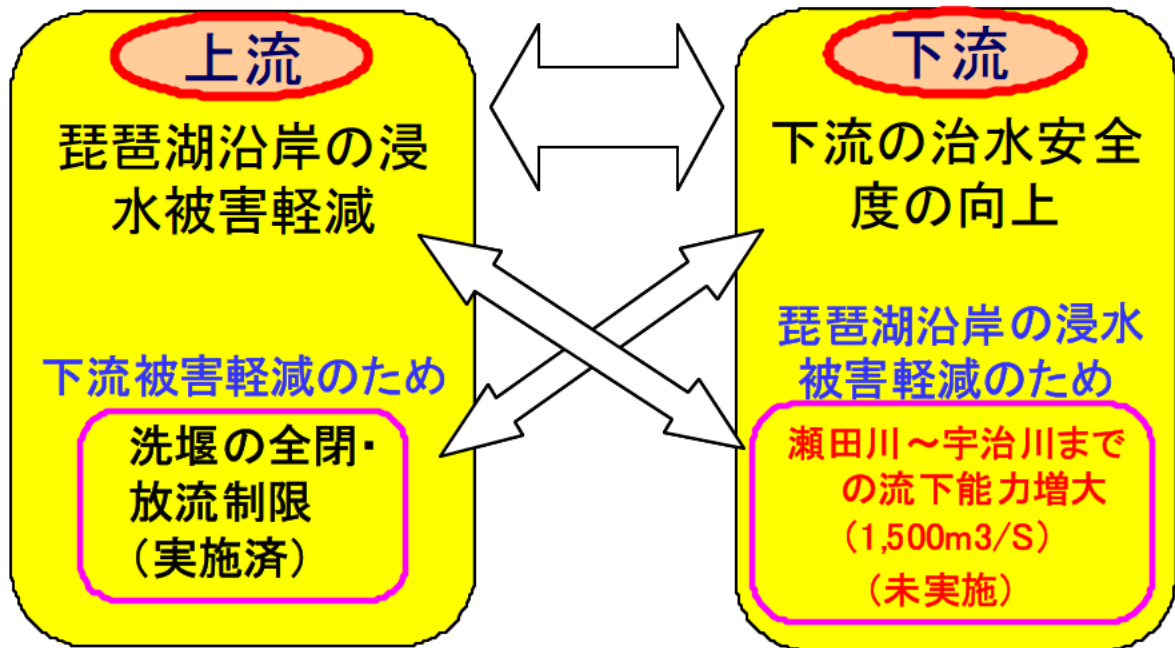 上流
琵琶湖沿岸の浸
水被害軽減
下流被害軽減のため
洗堰の全閉・
放流制限
(実施済)
下流
下流の治水安全
度の向上
琵琶湖沿岸の浸水
被害軽減のため
瀬田川～宇治川まで
の流下能力増大
(1,500m3/S)
(未実施)